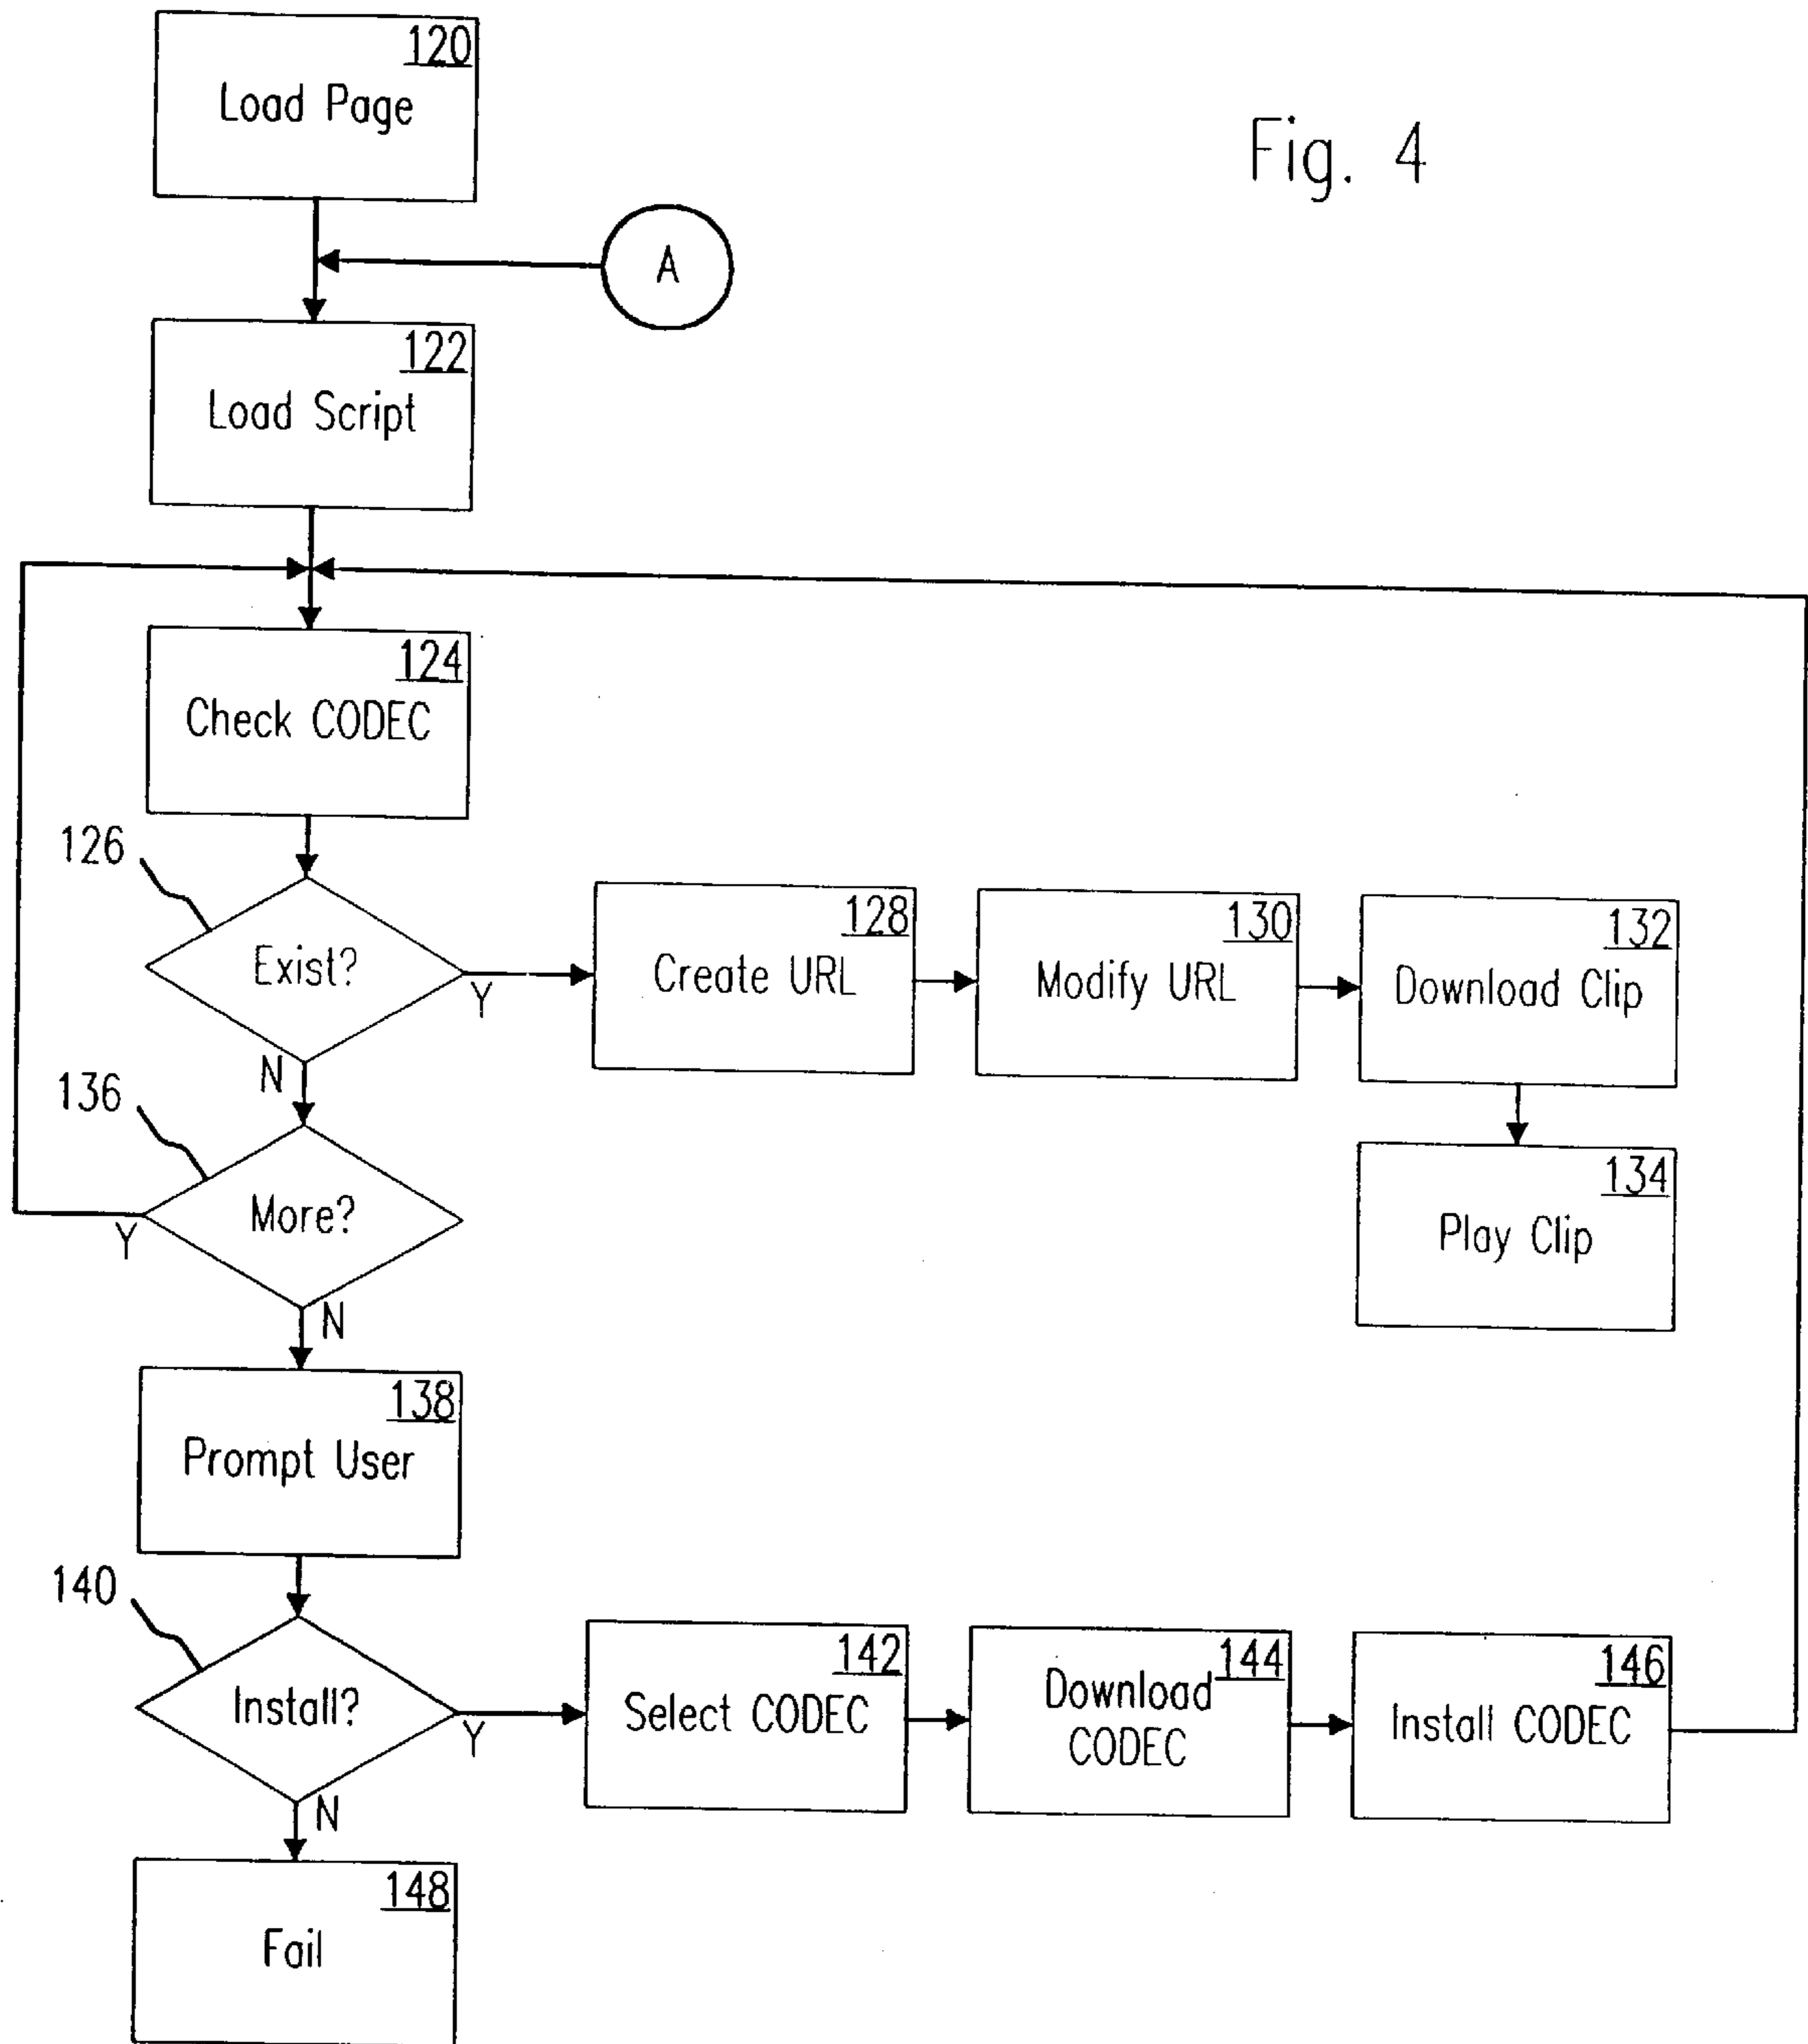 120
Load Page
Fig. 4
A
122
Load Script
124
Check CODEC
126
Exist?
Y
N
128
Create URL
130
Modify URL
132
Download Clip
134
Play Clip
136
More?
Y
N
138
Prompt User
140
Install?
Y
N
142
Select CODEC
144
Download
CODEC
146
Install CODEC
148
Fail